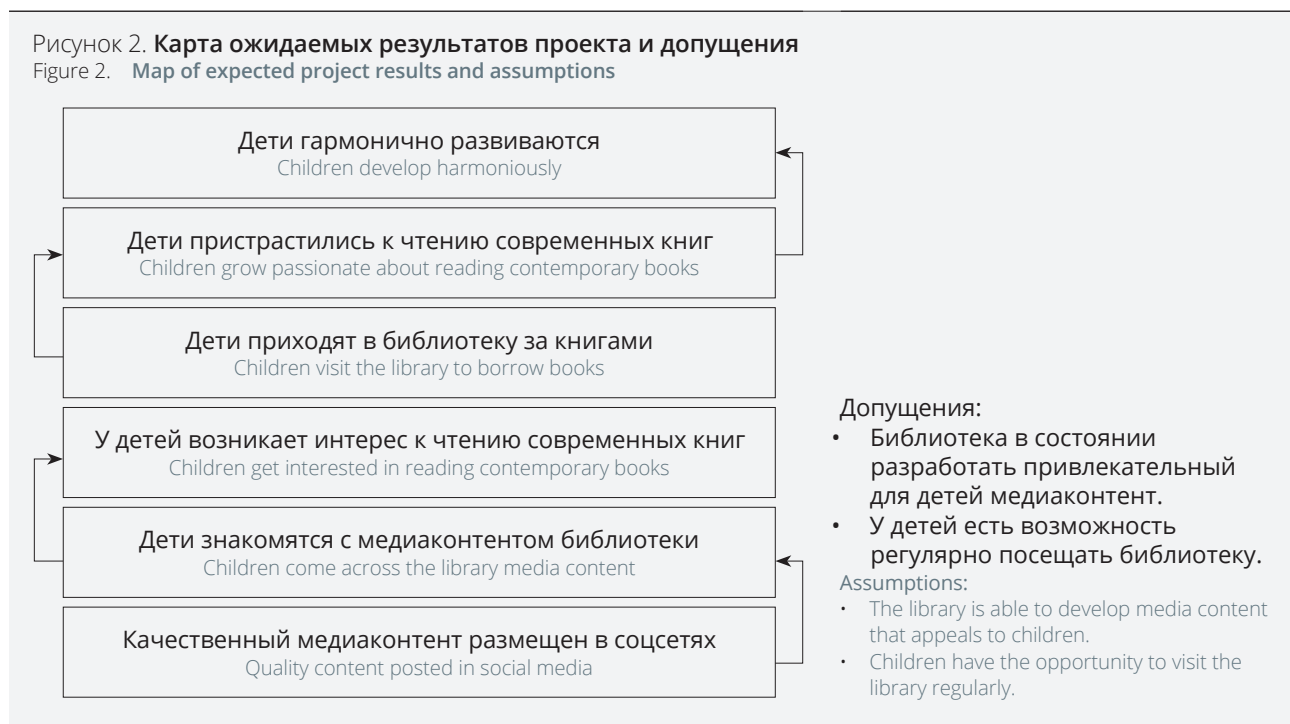 Рисунок 2. Карта ожидаемых результатов проекта и допущения
Figure 2. Map of expected project results and assumptions
Дети гармонично развиваются
Children develop harmoniously
Дети пристрастились к чтению современных книг
Children grow passionate about reading contemporary books
Дети приходят в библиотеку за книгами
Children visit the library to borrow books
У детей возникает интерес к чтению современных книг
Children get interested in reading contemporary books
Дети знакомятся с медиаконтентом библиотеки
Children come across the library media content
Качественный медиаконтент размещен в соцсетях
Quality content posted in social media
Допущения:
• Библиотека в состоянии
разработать привлекательный
для детей медиаконтент.
• У детей есть возможность
регулярно посещать библиотеку.
Assumptions:
• The library is able to develop media content
that appeals to children.
• Children have the opportunity to visit the
library regularly.